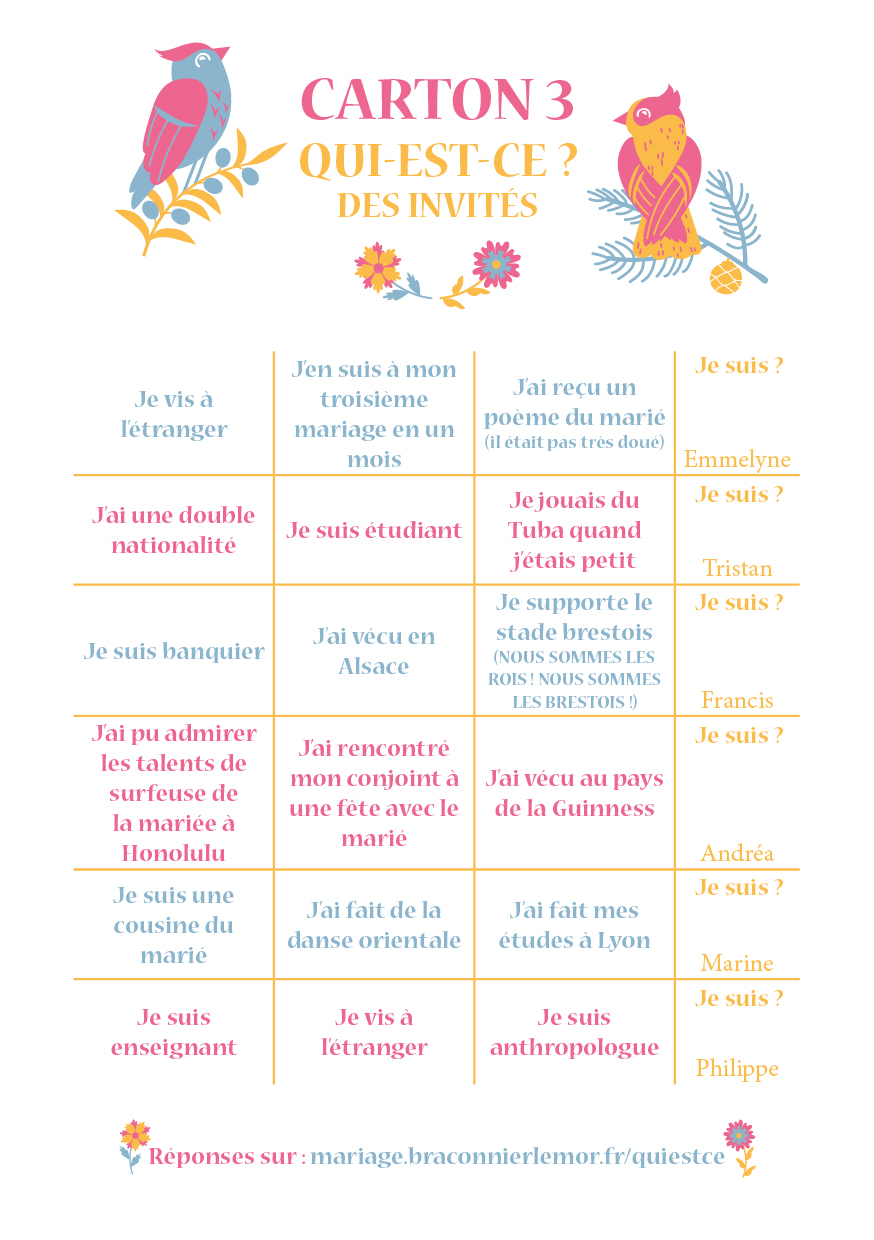 CARTON 3
QUI-EST-CE ?
DES INVITÉS
Je vis à
l'étranger
J'en suis à mon
troisième
mariage en un
mois
J'ai reçu un
poème du marié
(il était pas très doué)
Je suis ?
Emmelyne
J'ai une double
nationalité
Je suis étudiant
Je jouais du
Tuba quand
j'étais petit
Je suis ?
Tristan
Je suis banquier
J'ai vécu en
Alsace
Je supporte le
stade brestois
(NOUS SOMMES LES
ROIS ! NOUS SOMMES
LES BRESTOIS !)
Je suis ?
Francis
J'ai pu admirer
les talents de
surfeuse de
la mariée à
Honolulu
J'ai rencontré
mon conjoint à
une fête avec le
marié
J'ai vécu au pays
de la Guinness
Je suis ?
Andréa
Je suis une
cousine du
marié
J'ai fait de la
danse orientale
J'ai fait mes
études à Lyon
Je suis ?
Marine
Je suis
enseignant
Je vis à
l'étranger
Je suis
anthropologue
Je suis ?
Philippe
Réponses sur : mariage.braconnierlemor.fr/quiestce